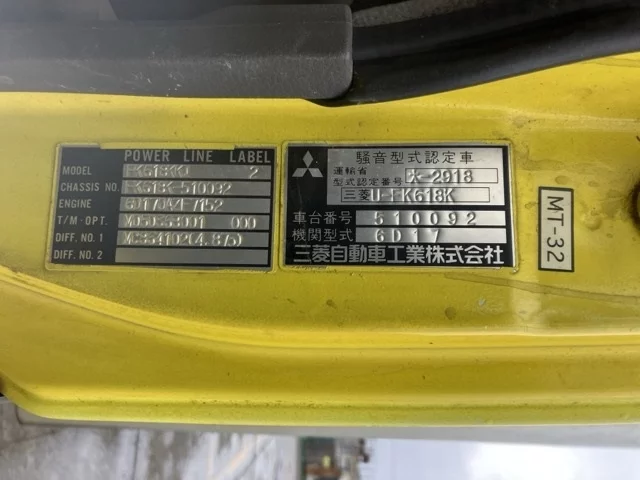 POWER LINE LABEL
MODEL 2
CHASSIS NO. FK618K-510092
ENGINE
T/M·OPT. 000
DIFF. NO. 1 (4.875)
DIFF. NO. 2
騒音型式認定車
運輸省
型式認定番号 X-2918
三菱 U-FK618K
車台番号 510092
機関型式 6D17
三菱自動車工業株式会社
MT-32